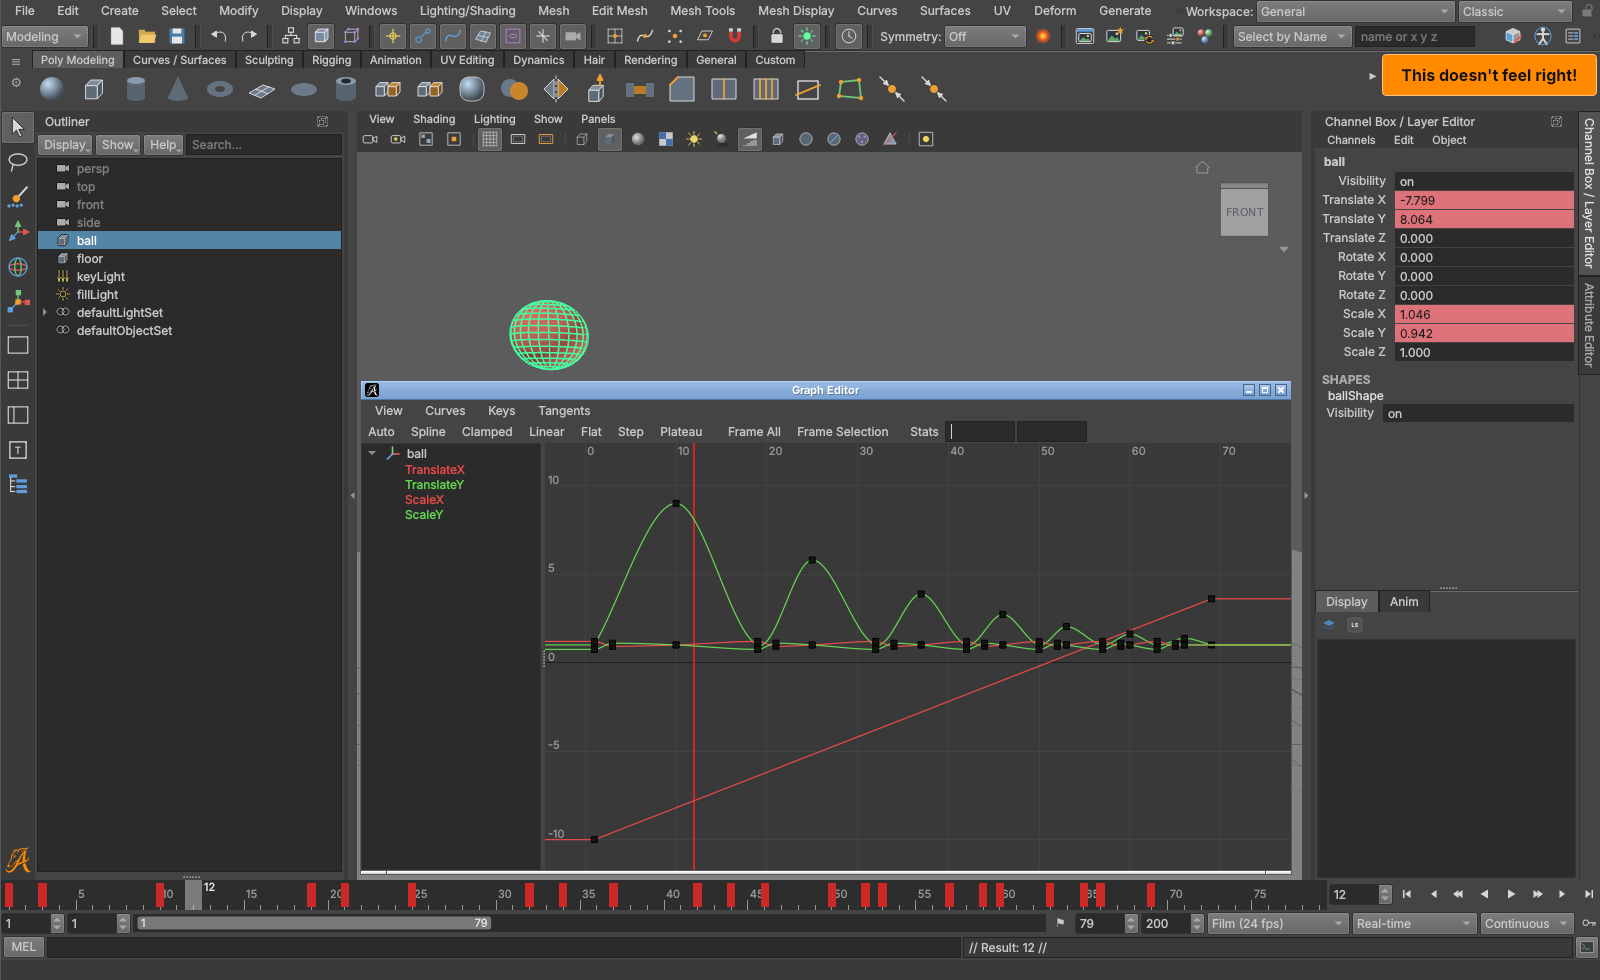 File Edit Create Select Modify Display Windows Lighting/Shading Mesh Edit Mesh Mesh Tools Mesh Display Curves Surfaces UV Deform Generate Workspace: General Classic
Modeling Symmetry: Off Select by Name name or x y z
Poly Modeling Curves / Surfaces Sculpting Rigging Animation UV Editing Dynamics Hair Rendering General Custom
This doesn't feel right!
Outliner
Display Show Help Search...
persp
top
front
side
ball
floor
keyLight
fillLight
defaultLightSet
defaultObjectSet
View Shading Lighting Show Panels
FRONT
Graph Editor
View Curves Keys Tangents
Auto Spline Clamped Linear Flat Step Plateau Frame All Frame Selection Stats
ball
TranslateX
TranslateY
ScaleX
ScaleY
0 10 20 30 40 50 60 70
10
5
0
-5
-10
Channel Box / Layer Editor
Channels Edit Object
ball
Visibility on
Translate X -7.799
Translate Y 8.064
Translate Z 0.000
Rotate X 0.000
Rotate Y 0.000
Rotate Z 0.000
Scale X 1.046
Scale Y 0.942
Scale Z 1.000
SHAPES
ballShape
Visibility on
Channel Box / Layer Editor
Attribute Editor
Display Anim
LS
T
5 10 12 15 20 25 30 35 40 45 50 55 60 65 70 75 12
1 1 1 79 79 200 Film (24 fps) Real-time Continuous
MEL // Result: 12 //